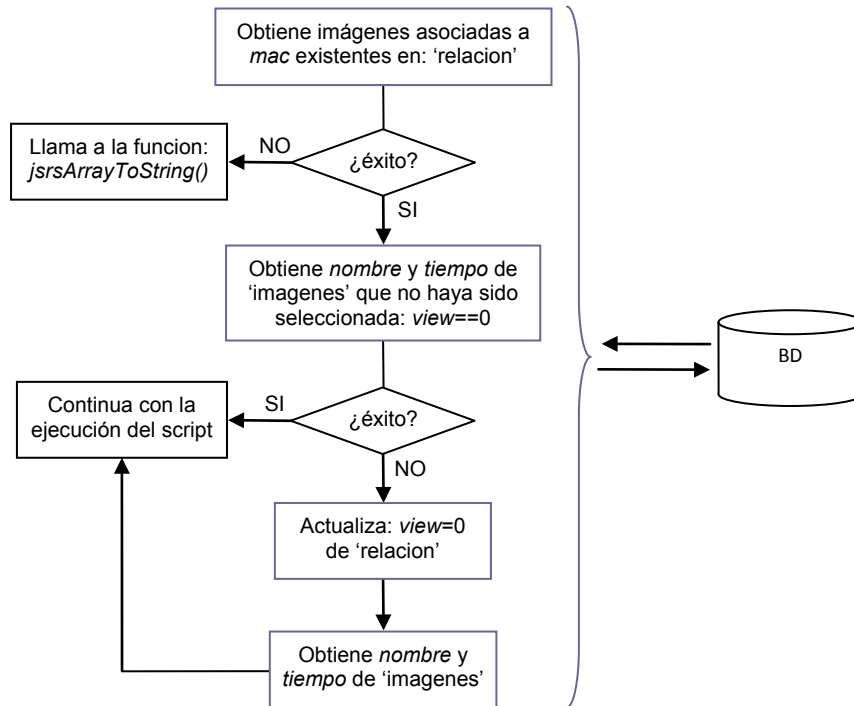 Obtiene imágenes asociadas a
mac existentes en: ‘relacion’
Llama a la funcion:
jsrsArrayToString()
NO
¿éxito?
SI
Obtiene nombre y tiempo de
‘imagenes’ que no haya sido
seleccionada: view==0
BD
Continua con la
ejecución del script
SI
¿éxito?
NO
Actualiza: view=0
de ‘relacion’
Obtiene nombre y
tiempo de ‘imagenes’